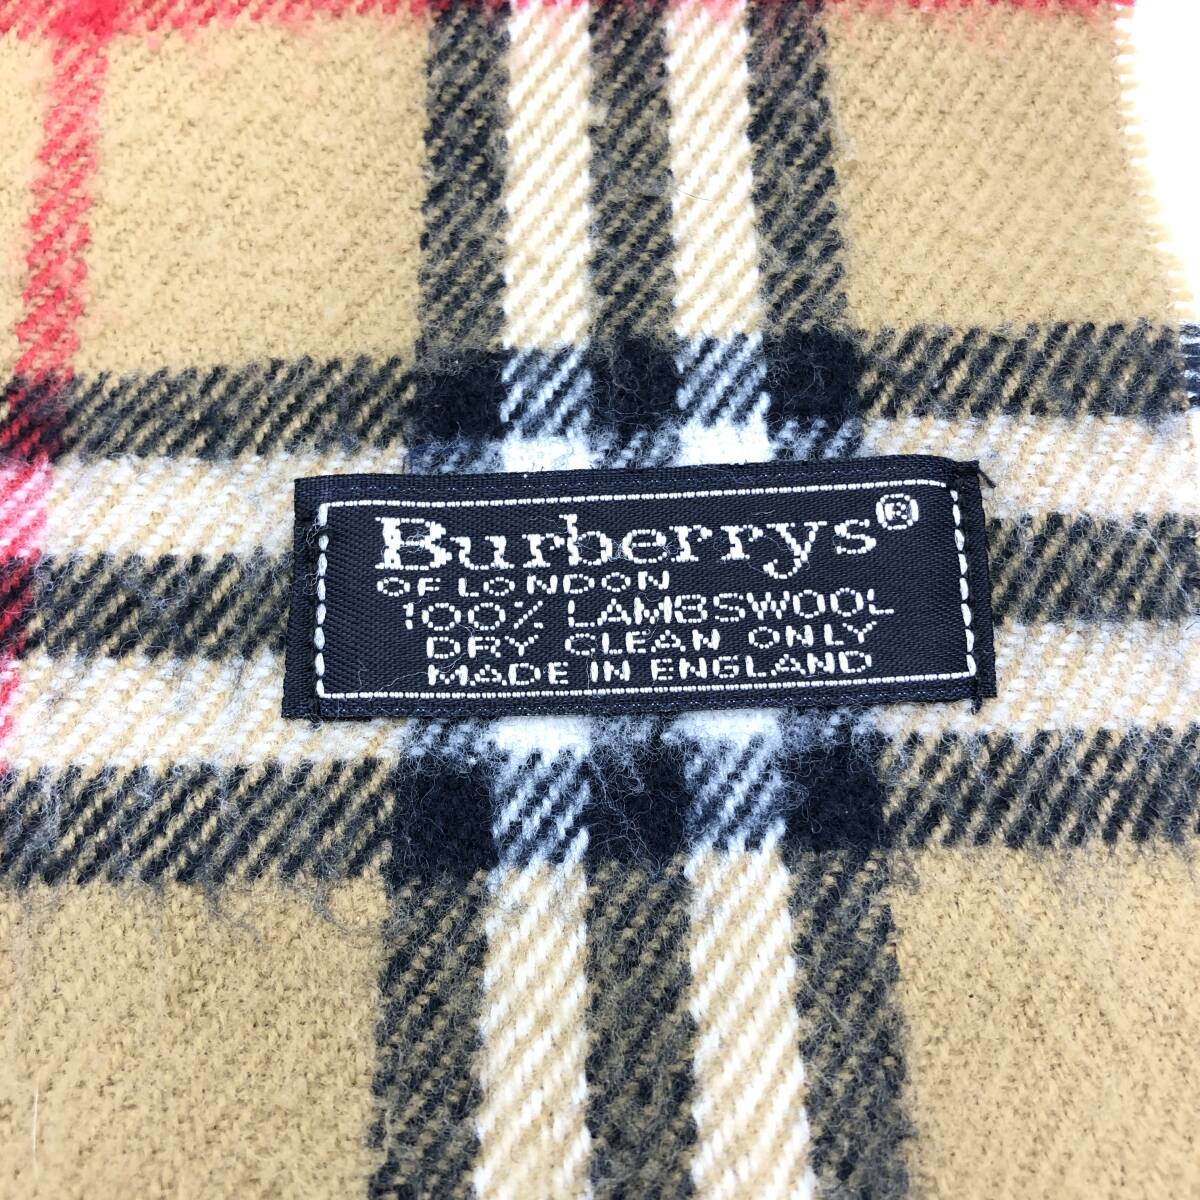 Burberrys®
OF LONDON
100% LAMBSWOOL
DRY CLEAN ONLY
MADE IN ENGLAND